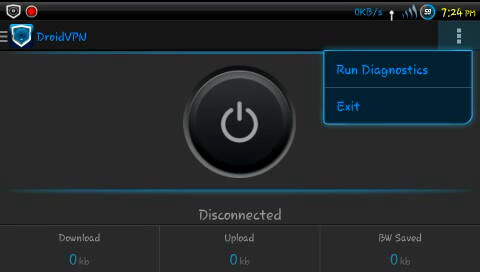 0KB/s 59 7:24 PM
DroidVPN
Run Diagnostics
Exit
Disconnected
Download Upload BW Saved
0 kb 0 kb 0 kb